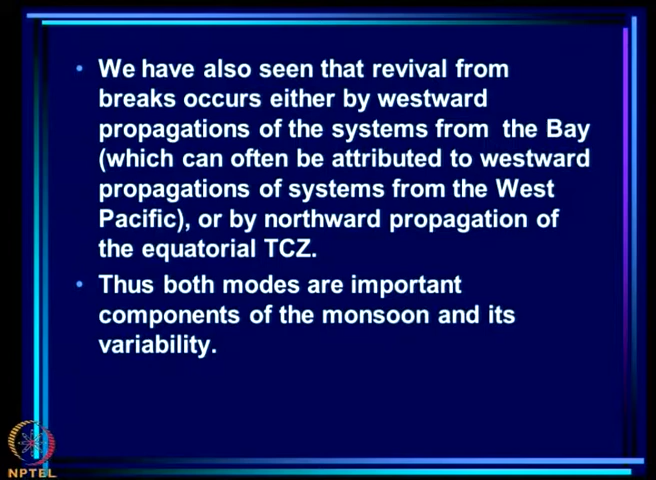 • We have also seen that revival from
breaks occurs either by westward
propagations of the systems from the Bay
(which can often be attributed to westward
propagations of systems from the West
Pacific), or by northward propagation of
the equatorial TCZ.
• Thus both modes are important
components of the monsoon and its
variability.
NPTEL